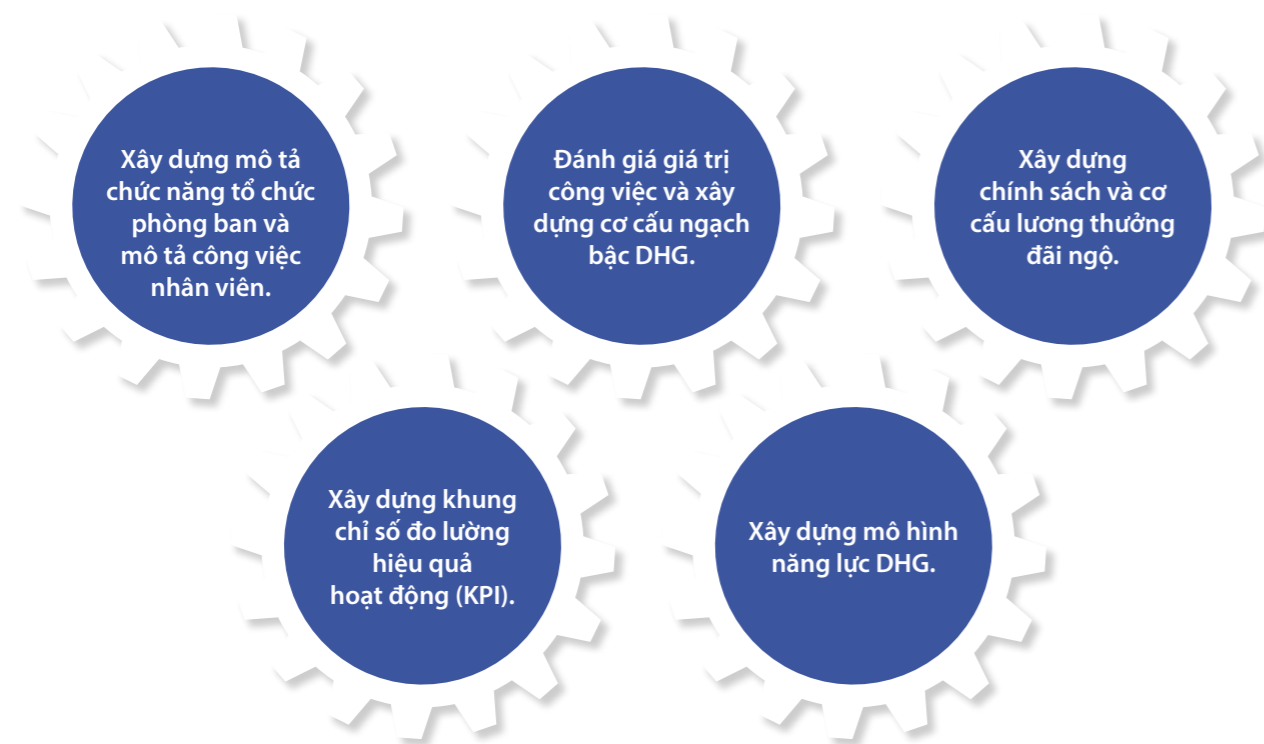 Xây dựng mô tả
chức năng tổ chức
phòng ban và
mô tả công việc
nhân viên.
Đánh giá giá trị
công việc và xây
dựng cơ cấu ngạch
bậc DHG.
Xây dựng
chính sách và cơ
cấu lương thưởng
đãi ngộ.
Xây dựng khung
chỉ số đo lường
hiệu quả
hoạt động (KPI).
Xây dựng mô hình
năng lực DHG.